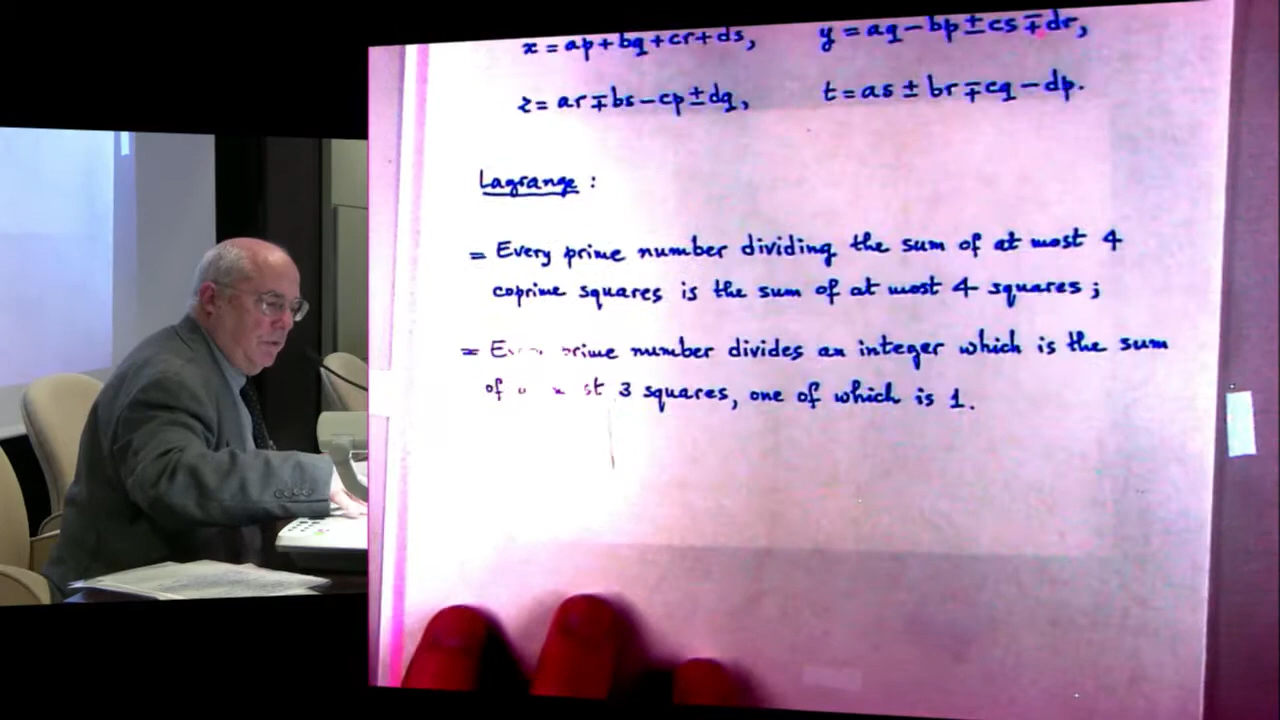 x = ap + bq + cr + ds, y = aq − bp ± cs ∓ dr,
z = ar ∓ bs − cp ± dq, t = as ± br ∓ cq − dp.
Lagrange :
= Every prime number dividing the sum of at most 4
coprime squares is the sum of at most 4 squares ;
= prime number divides an integer which is the sum
of 3 squares, one of which is 1.